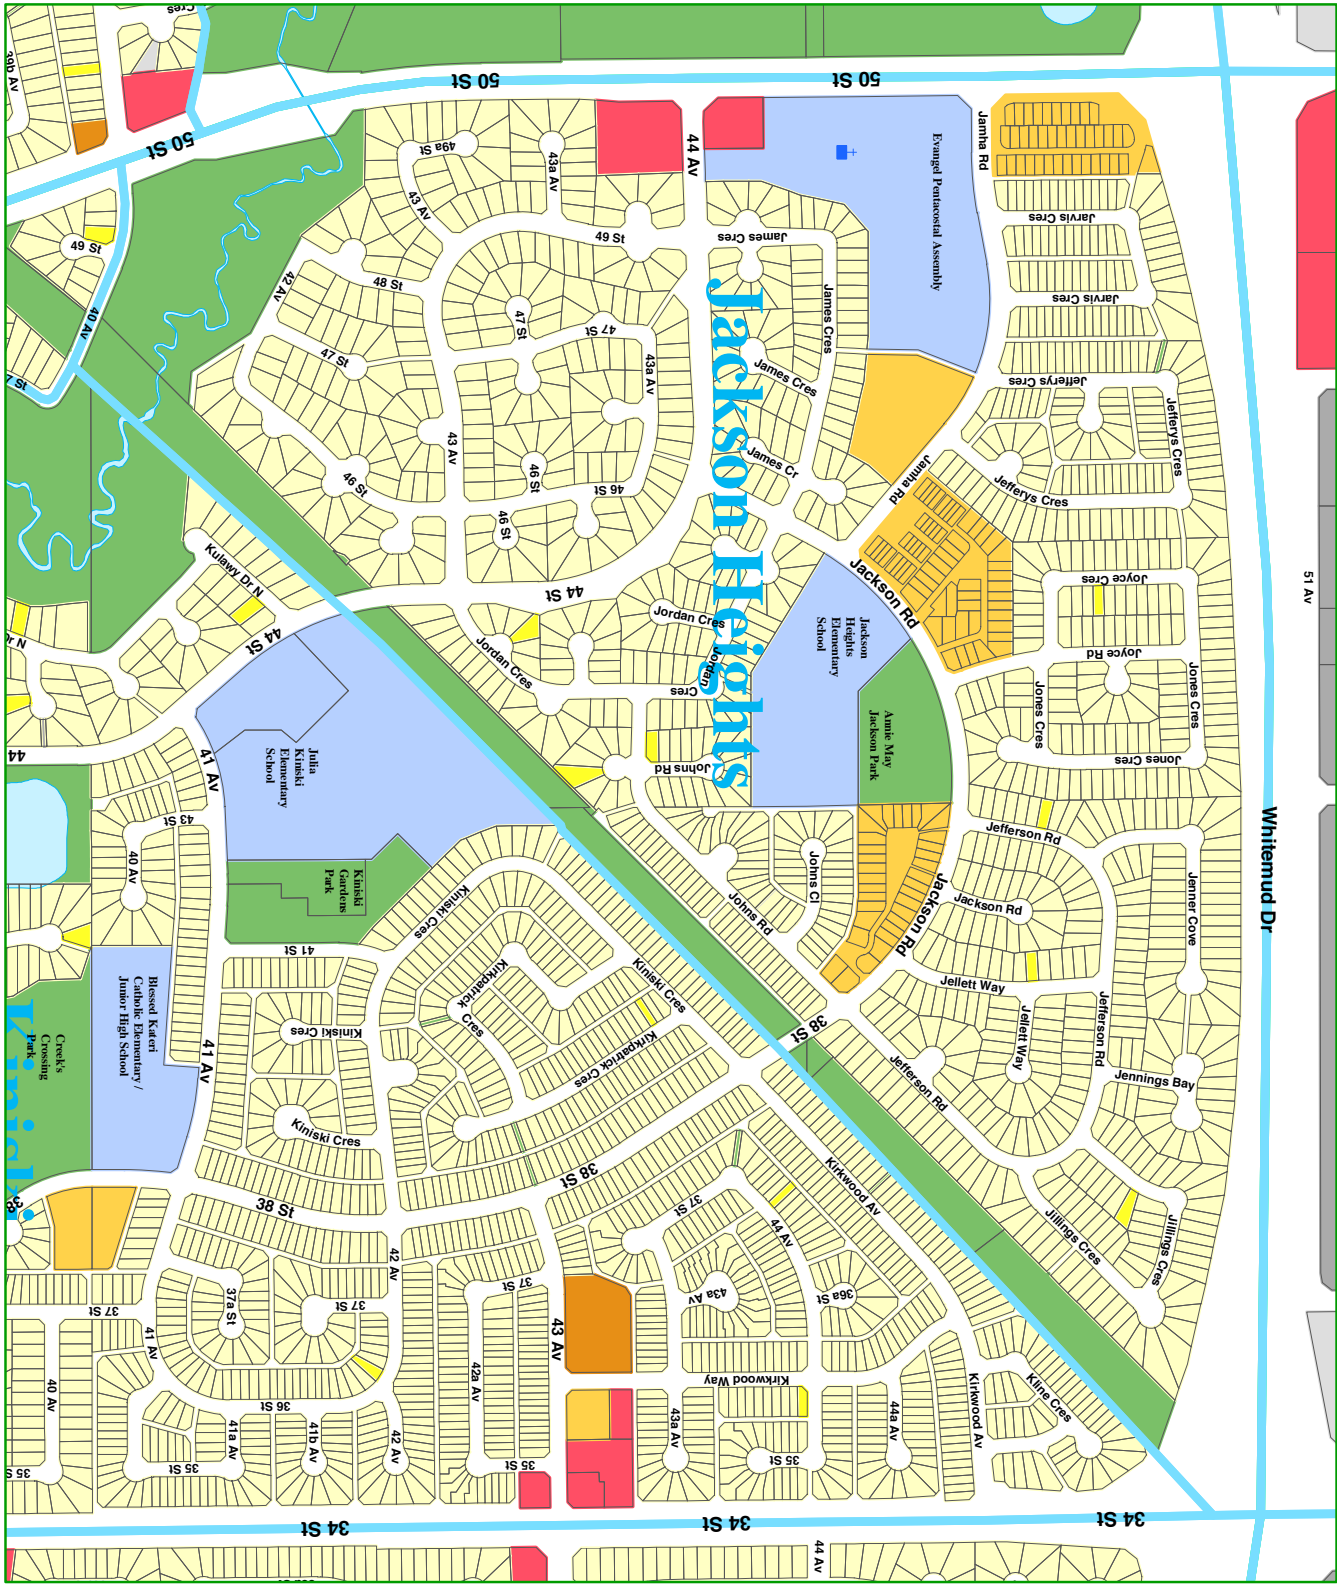 Cres
39b Av
50 St
50 St
50 St
49a St
43a Av
44 Av
43 Av
Jamha Rd
Evangel Pentacostal Assembly
Jarvis Cres
49 St
49 St
James Cres
42 Av
48 St
40 Av
47 St
47 St
47 St
43a Av
James Cres
Jarvis Cres
7 St
James Cres
Jefferys Cres
Jefferys Cres
43 Av
46 St
46 St
46 St
46 St
James Cr
Jamha Rd
Jefferys Cres
Jackson Heights
Kulawy Dr N
44 St
44 St
Jordan Cres
Jordan Cres
Jordan
Cres
Jackson Rd
Jackson
Heights
Elementary
School
Joyce Cres
Joyce Rd
51 Av
r N
44
41 Av
Julia
Kiniski
Elementary
School
Johns Rd
Annie May
Jackson Park
Jones Cres
Jones Cres
Jones Cres
43 St
40 Av
Kiniski
Gardens
Park
Kiniski Cres
Johns Cl
Johns Rd
Jefferson Rd
Jackson Rd
Jackson Rd
Jenner Cove
Whitemud Dr
41 St
Blessed Kateri
Catholic Elementary /
Junior High School
Creek's
Crossing
Park
Kiniski
41 Av
Kiniski Cres
Kirkpatrick
Cres
Kiniski Cres
Kirkpatrick Cres
38 St
Jellett Way
Jellett Way
Jefferson Rd
Jefferson Rd
Jennings Bay
Kiniski Cres
38 St
38 St
38
37 St
44 Av
Kirkwood Av
Jillings Cres
Jillings Cres
42 Av
37 St
37a St
37 St
37 St
41 Av
43 Av
43a Av
36a St
40 Av
36 St
42a Av
Kirkwood Way
Kirkwood Av
Kline Cres
41a Av
41b Av
42 Av
43a Av
44a Av
35 S
35 St
35 St
35 St
34 St
34 St
34 St
44 Av